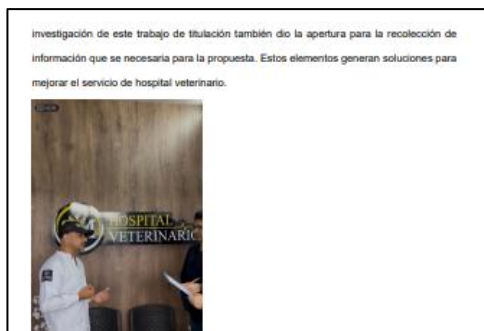 investigación de este trabajo de titulación también dio la apertura para la recolección de
información que se necesaria para la propuesta. Estos elementos generan soluciones para
mejorar el servicio de hospital veterinario.
HOSPITAL
VETERINARIO